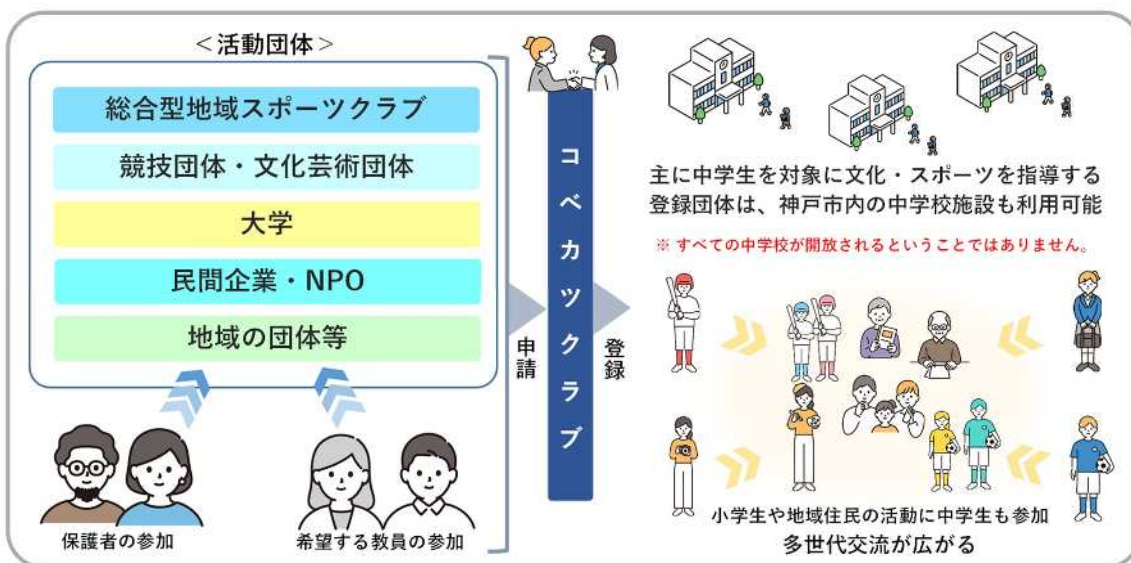 ＜活動団体＞
総合型地域スポーツクラブ
競技団体・文化芸術団体
大学
民間企業・NPO
地域の団体等
保護者の参加
希望する教員の参加
申請
コベカツクラブ
登録
主に中学生を対象に文化・スポーツを指導する
登録団体は、神戸市内の中学校施設も利用可能
※ すべての中学校が開放されるということではありません。
小学生や地域住民の活動に中学生も参加
多世代交流が広がる